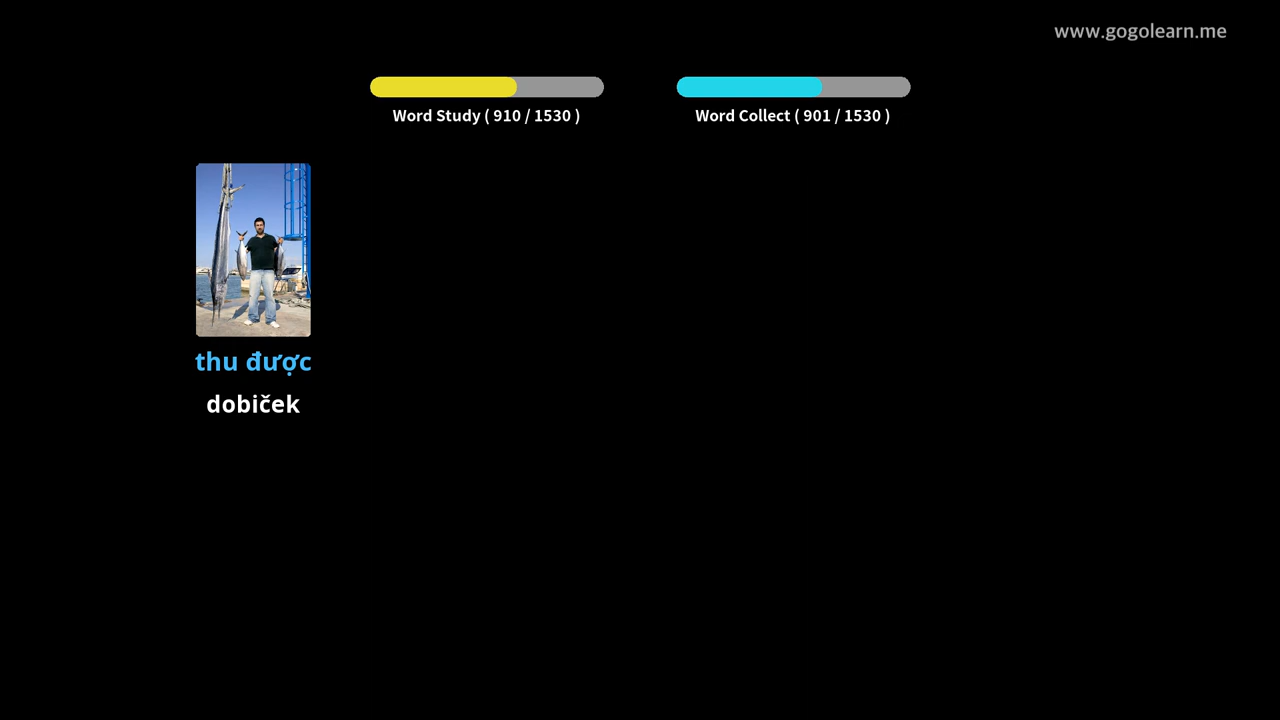 www.gogolearn.me
Word Study ( 910 / 1530 )
Word Collect ( 901 / 1530 )
thu được
dobiček